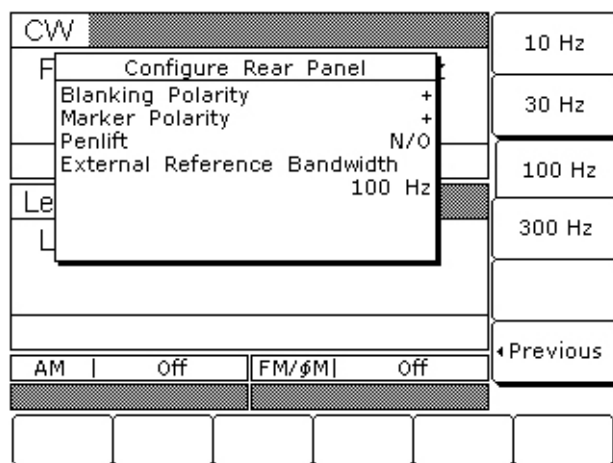 CW
F
Configure Rear Panel
Blanking Polarity +
Marker Polarity +
Penlift N/O
External Reference Bandwidth
100 Hz
Le
L
AM | Off FM/ɸM| Off
10 Hz
30 Hz
100 Hz
300 Hz
◂Previous